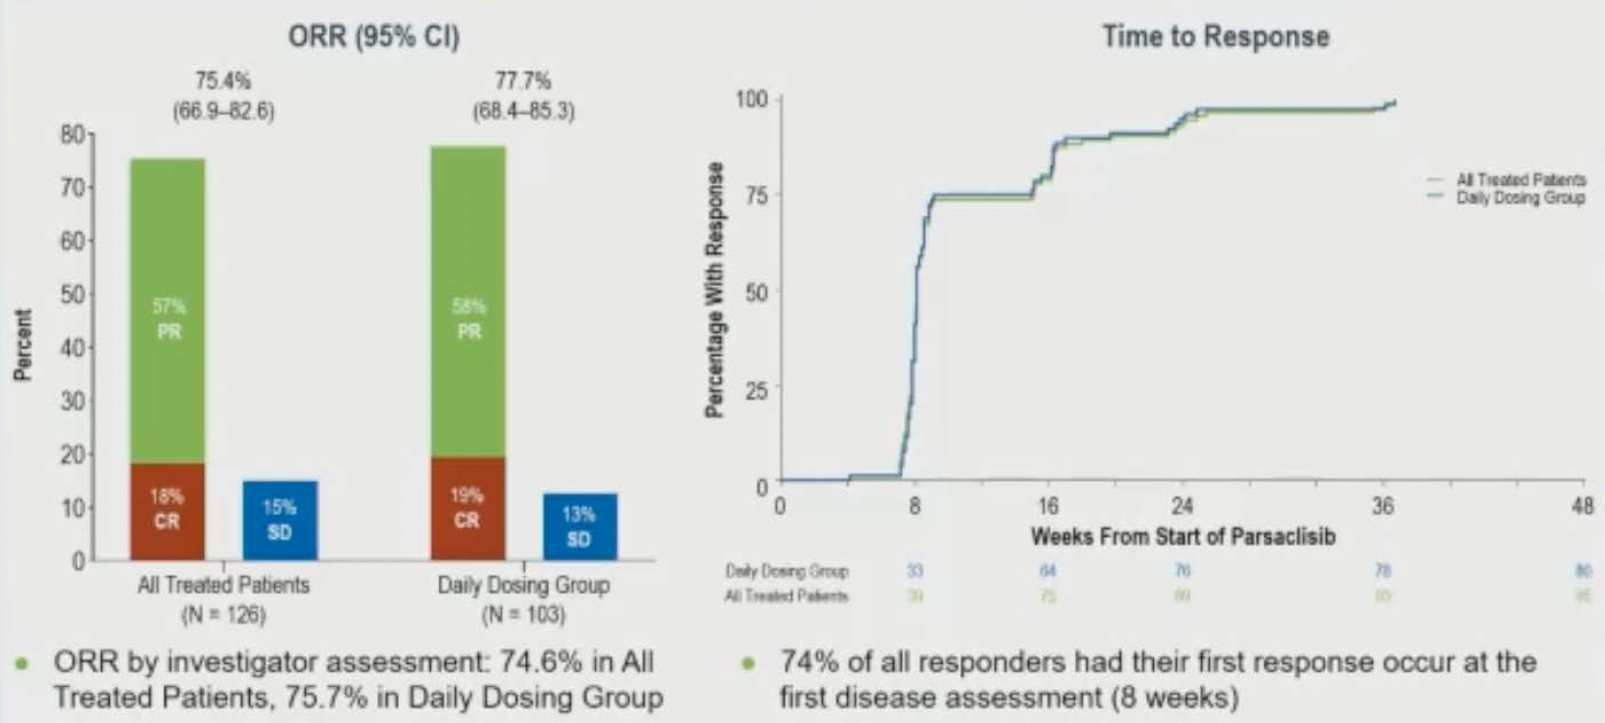 ORR (95% CI)
75.4%
(66.9–82.6)
77.7%
(68.4–85.3)
Percent
80
70
60
50
40
30
20
10
0
57%
PR
18%
CR
15%
SD
58%
PR
19%
CR
13%
SD
All Treated Patients
(N = 126)
Daily Dosing Group
(N = 103)
• ORR by investigator assessment: 74.6% in All
Treated Patients, 75.7% in Daily Dosing Group
Time to Response
Percentage With Response
100
75
50
25
0
All Treated Patients
Daily Dosing Group
0 8 16 24 36 48
Weeks From Start of Parsaclisib
Daily Dosing Group 33 64 76 78 80
All Treated Patients 39 75 89
• 74% of all responders had their first response occur at the
first disease assessment (8 weeks)